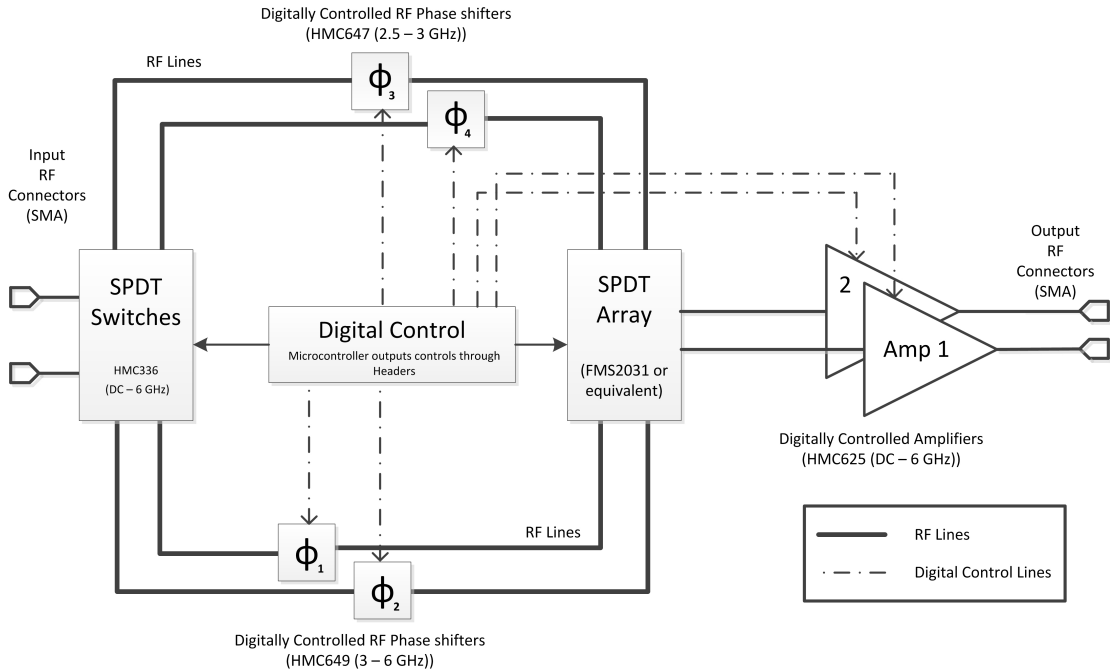 Digitally Controlled RF Phase shifters
(HMC647 (2.5 – 3 GHz))
RF Lines
ϕ3
ϕ4
Input
RF
Connectors
(SMA)
SPDT
Switches
HMC336
(DC – 6 GHz)
Digital Control
Microcontroller outputs controls through
Headers
SPDT
Array
(FMS2031 or
equivalent)
2
Amp 1
Output
RF
Connectors
(SMA)
Digitally Controlled Amplifiers
(HMC625 (DC – 6 GHz))
RF Lines
ϕ1
ϕ2
Digitally Controlled RF Phase shifters
(HMC649 (3 – 6 GHz))
RF Lines
Digital Control Lines